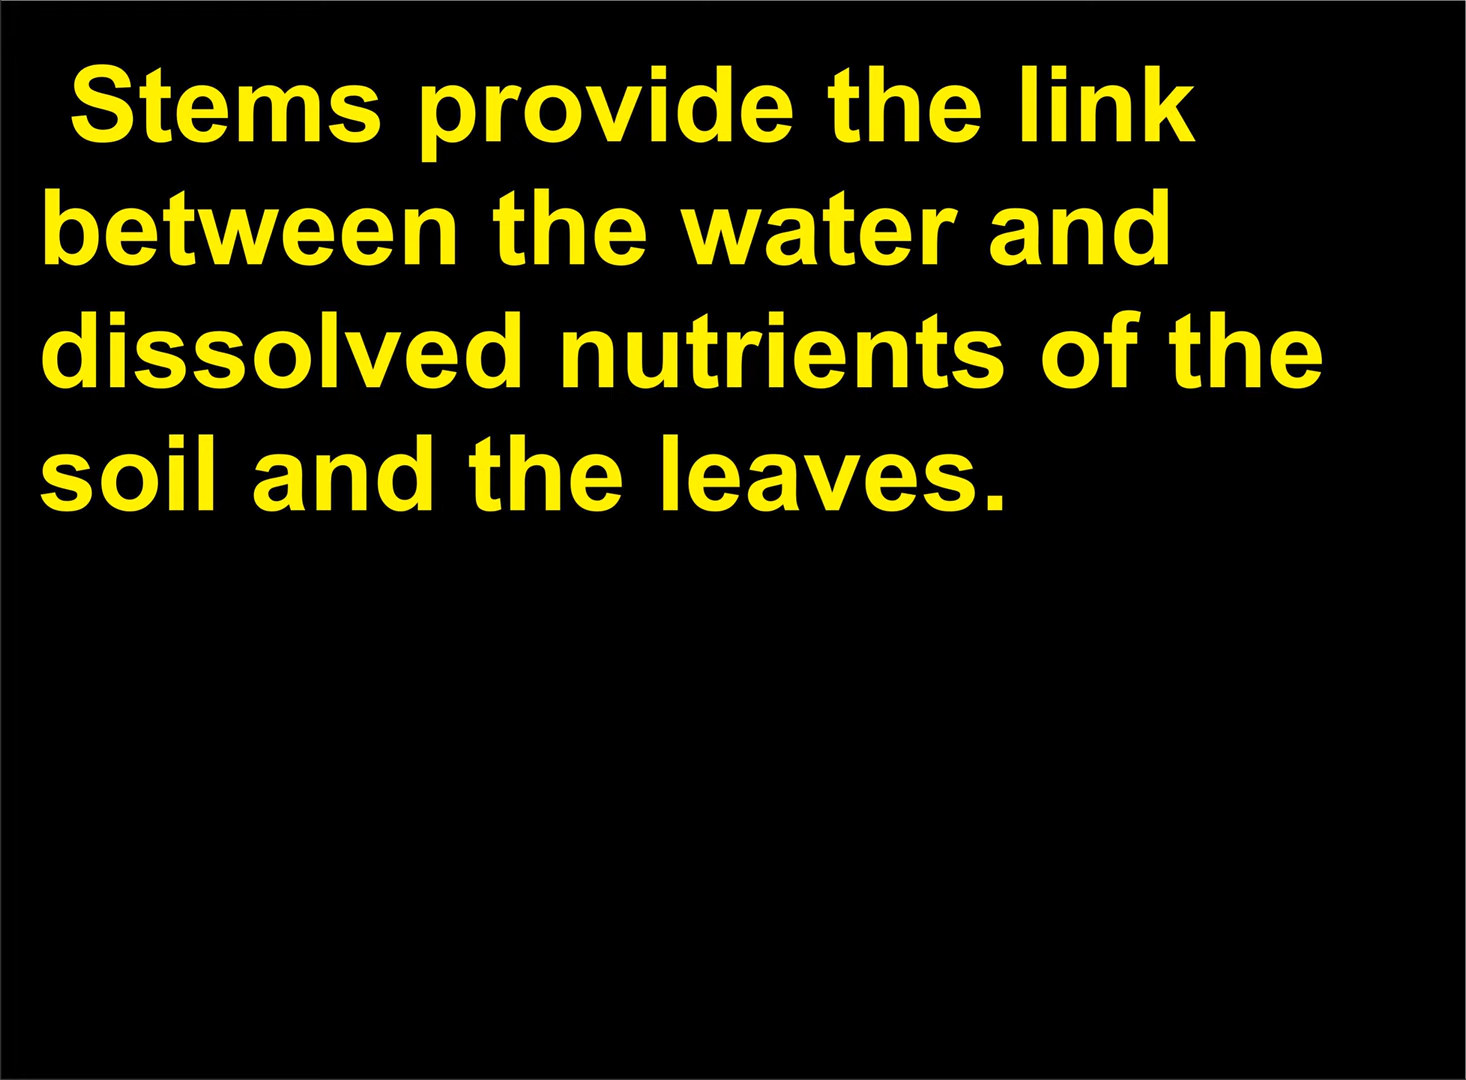 Stems provide the link
between the water and
dissolved nutrients of the
soil and the leaves.